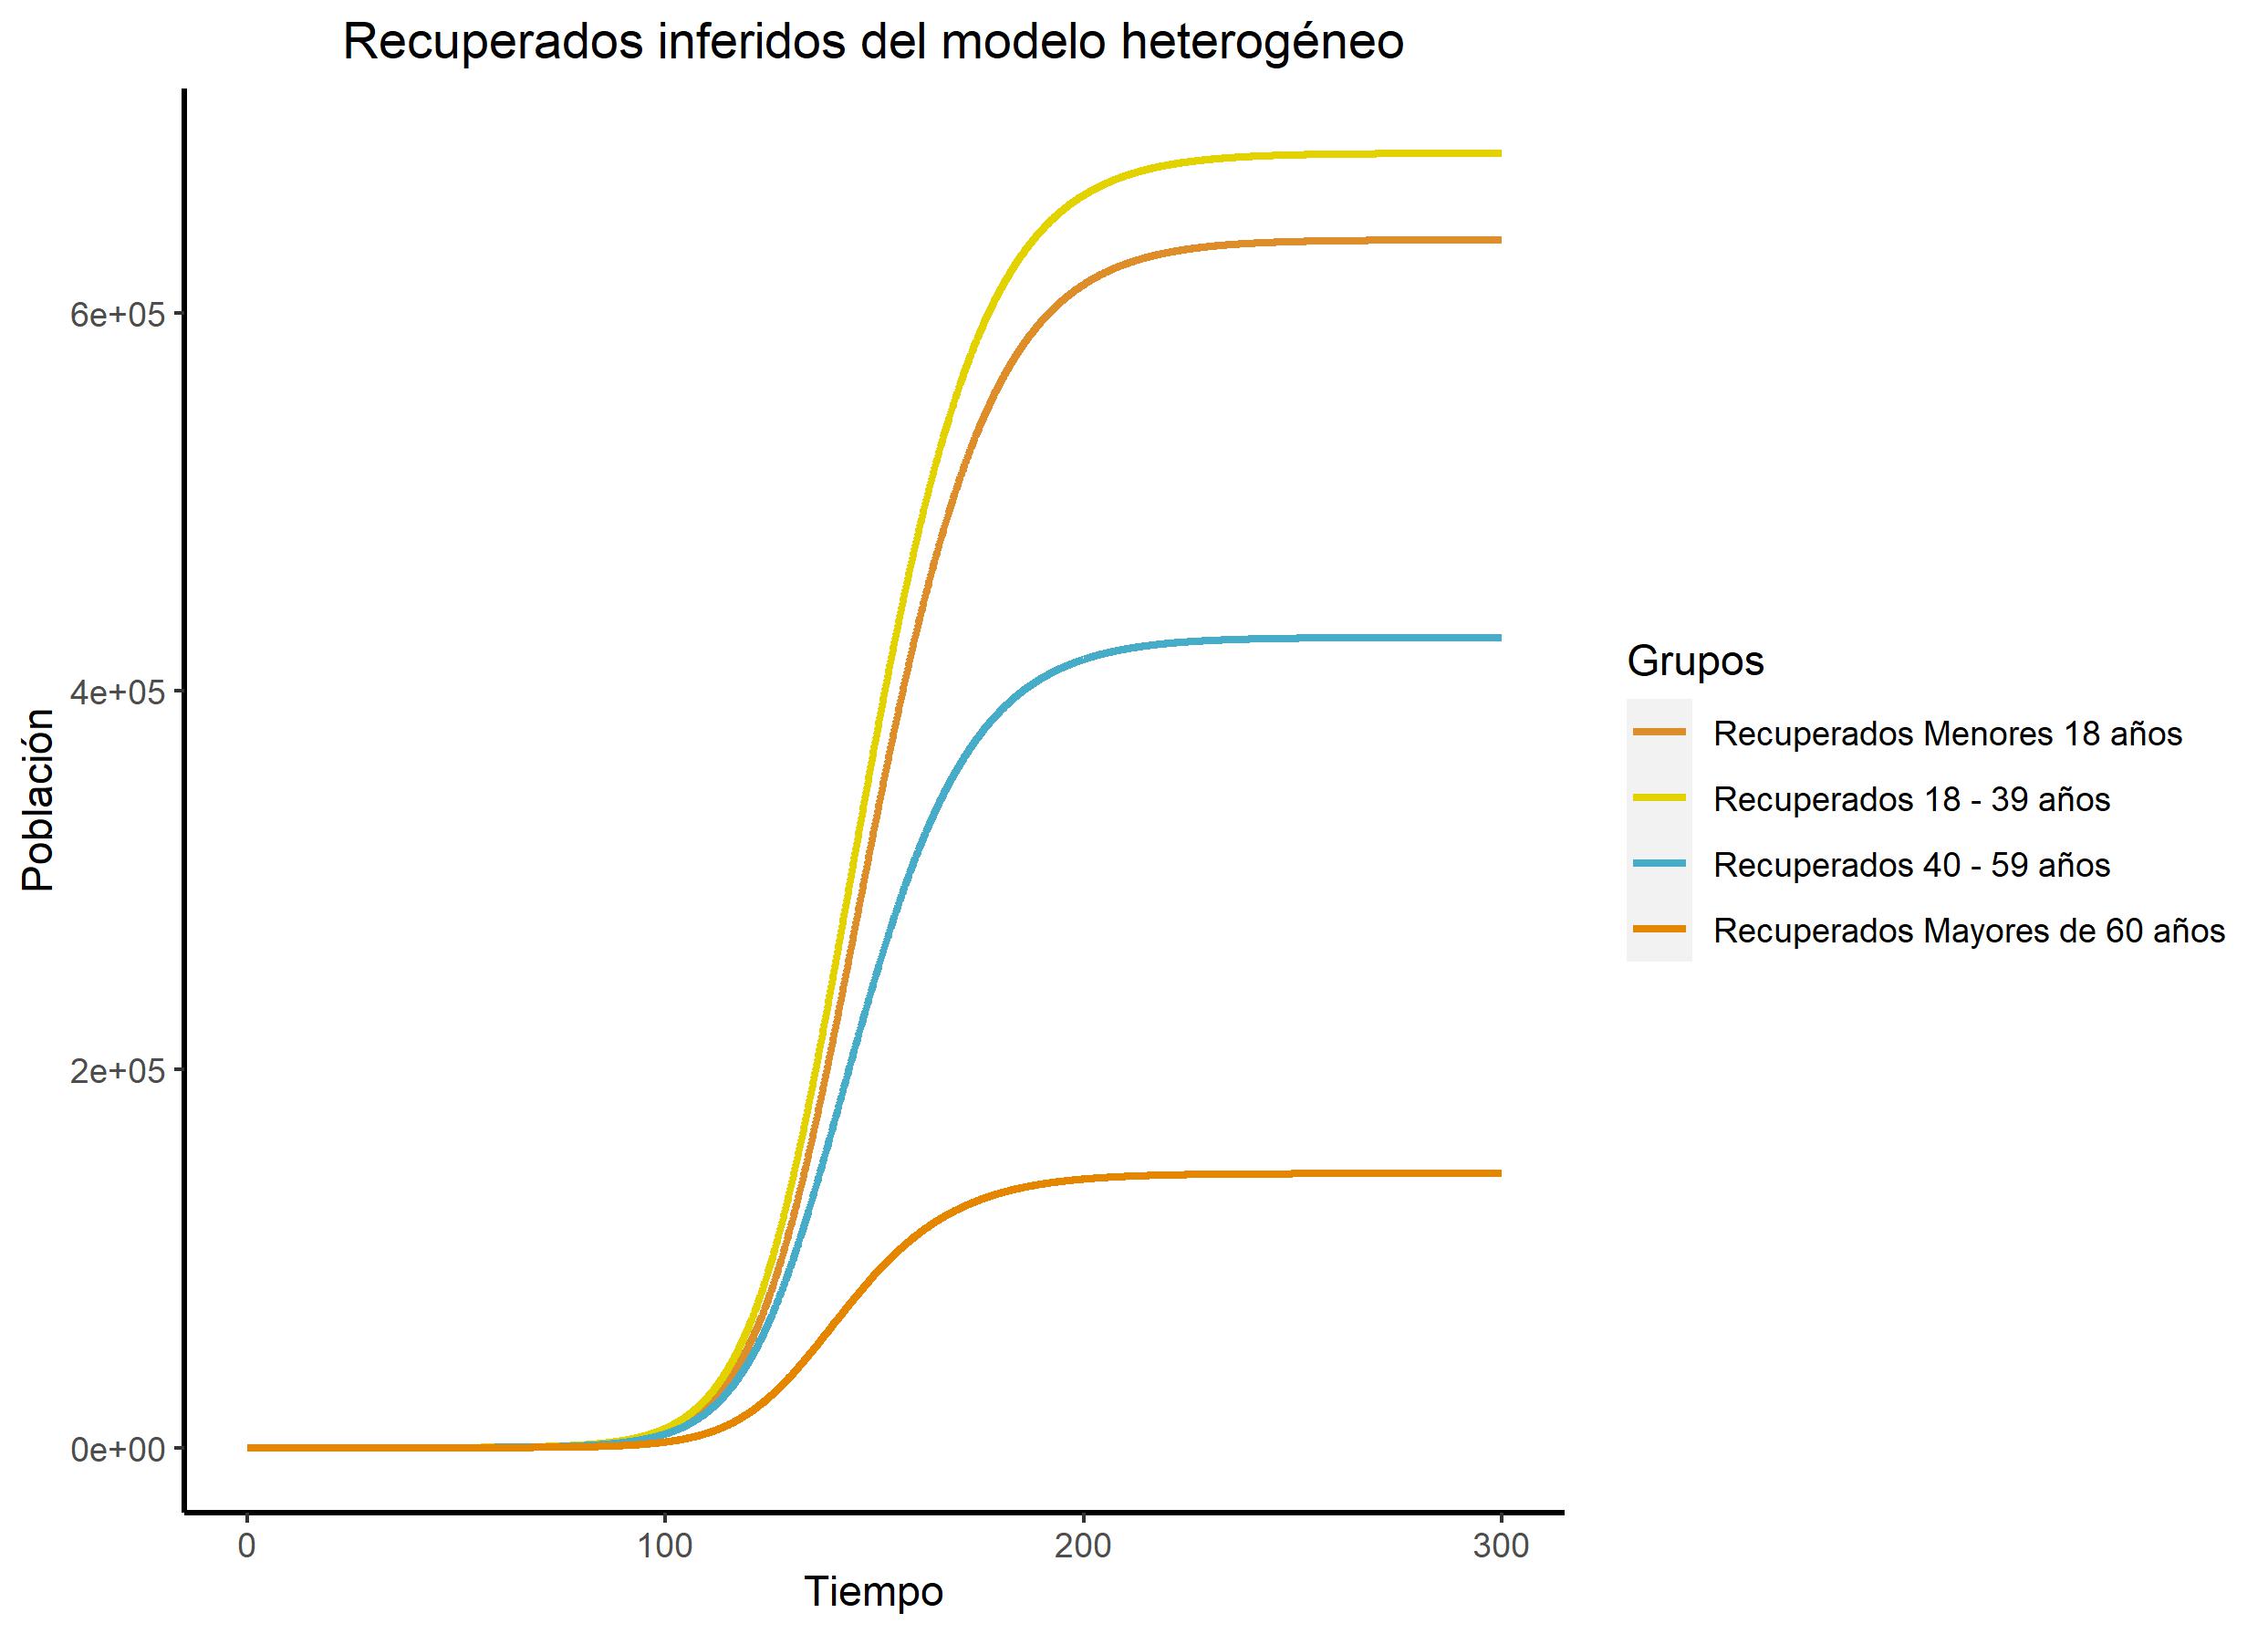 Recuperados inferidos del modelo heterogéneo
6e+05
4e+05
2e+05
0e+00
Población
0
100
200
300
Tiempo
Grupos
Recuperados Menores 18 años
Recuperados 18 - 39 años
Recuperados 40 - 59 años
Recuperados Mayores de 60 años